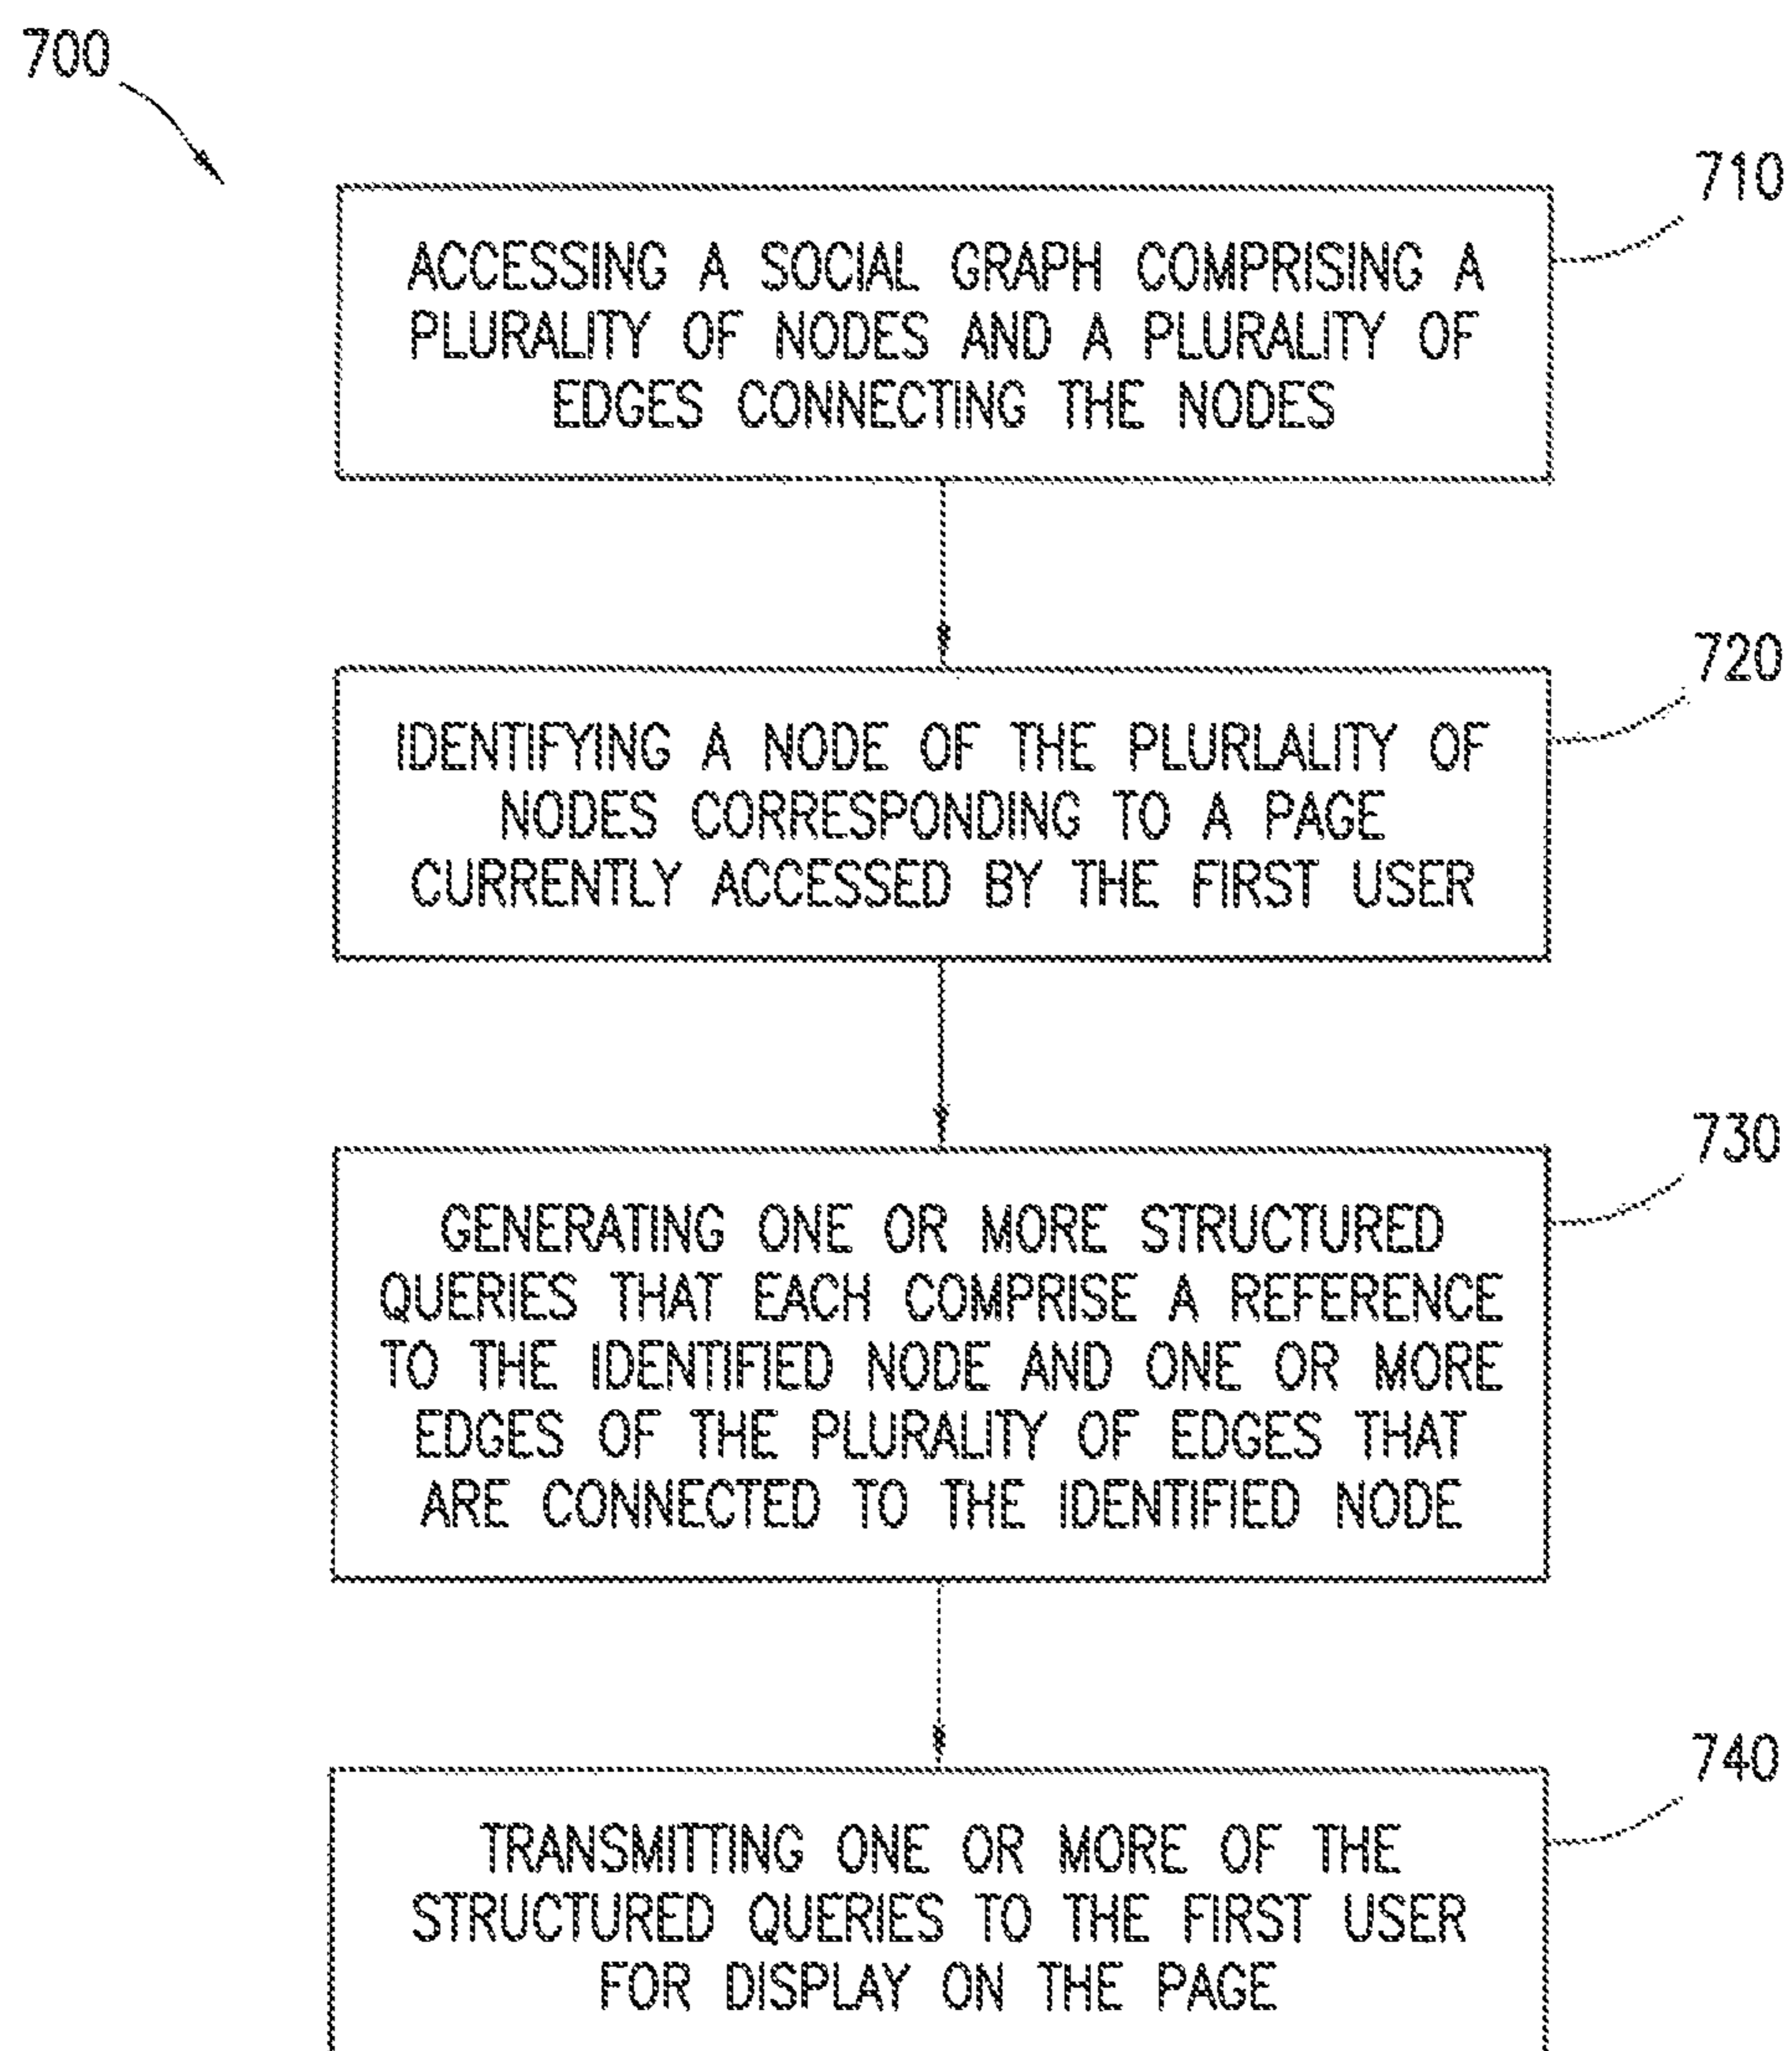 700
710
ACCESSING A SOCIAL GRAPH COMPRISING A
PLURALITY OF NODES AND A PLURALITY OF
EDGES CONNECTING THE NODES
720
IDENTIFYING A NODE OF THE PLURLALITY OF
NODES CORRESPONDING TO A PAGE
CURRENTLY ACCESSED BY THE FIRST USER
730
GENERATING ONE OR MORE STRUCTURED
QUERIES THAT EACH COMPRISE A REFERENCE
TO THE IDENTIFIED NODE AND ONE OR MORE
EDGES OF THE PLURALITY OF EDGES THAT
ARE CONNECTED TO THE IDENTIFIED NODE
740
TRANSMITTING ONE OR MORE OF THE
STRUCTURED QUERIES TO THE FIRST USER
FOR DISPLAY ON THE PAGE